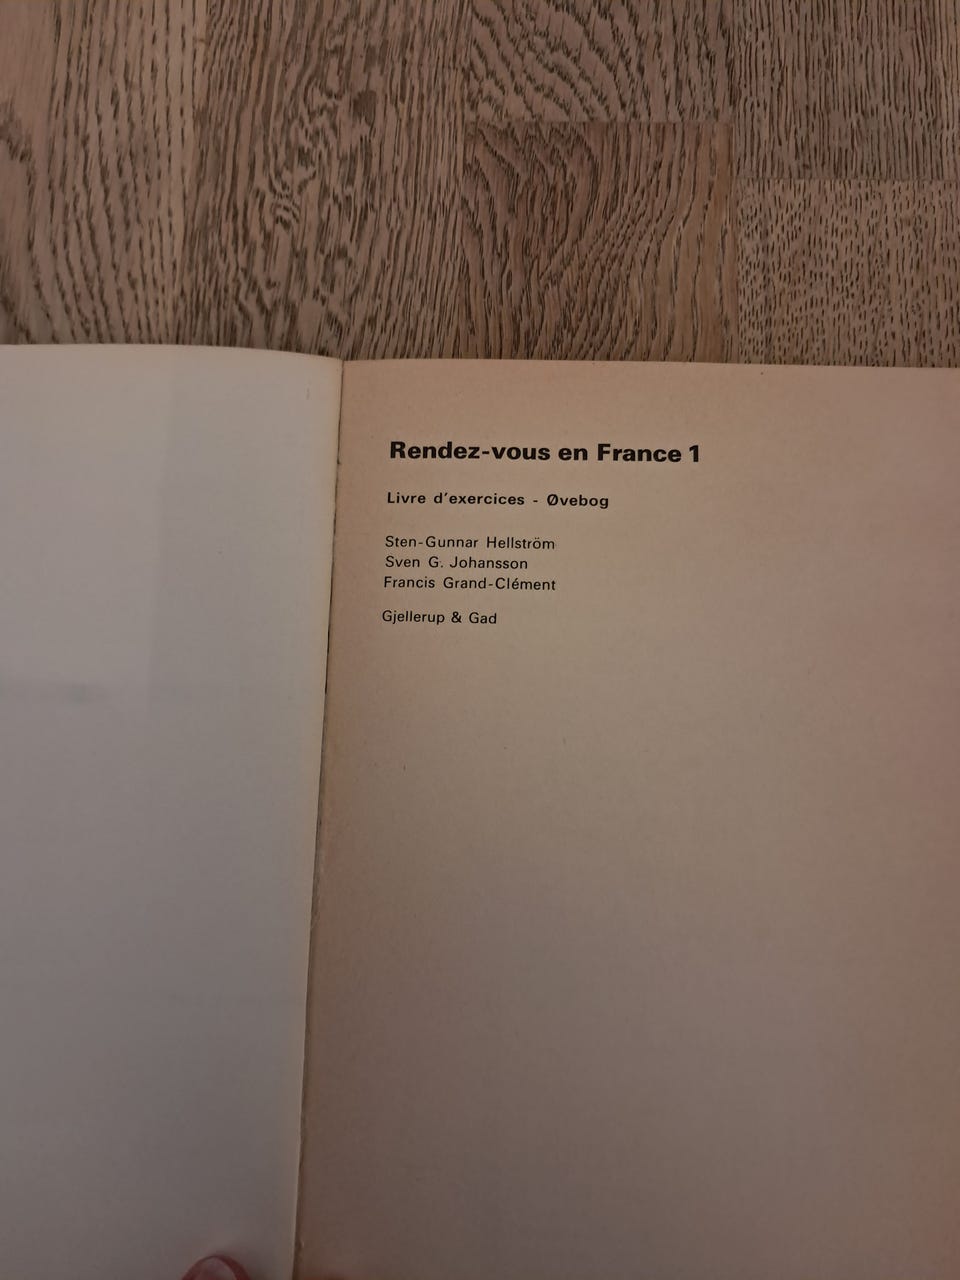 Rendez-vous en France 1
Livre d'exercices - Øvebog
Sten-Gunnar Hellström
Sven G. Johansson
Francis Grand-Clément
Gjellerup & Gad